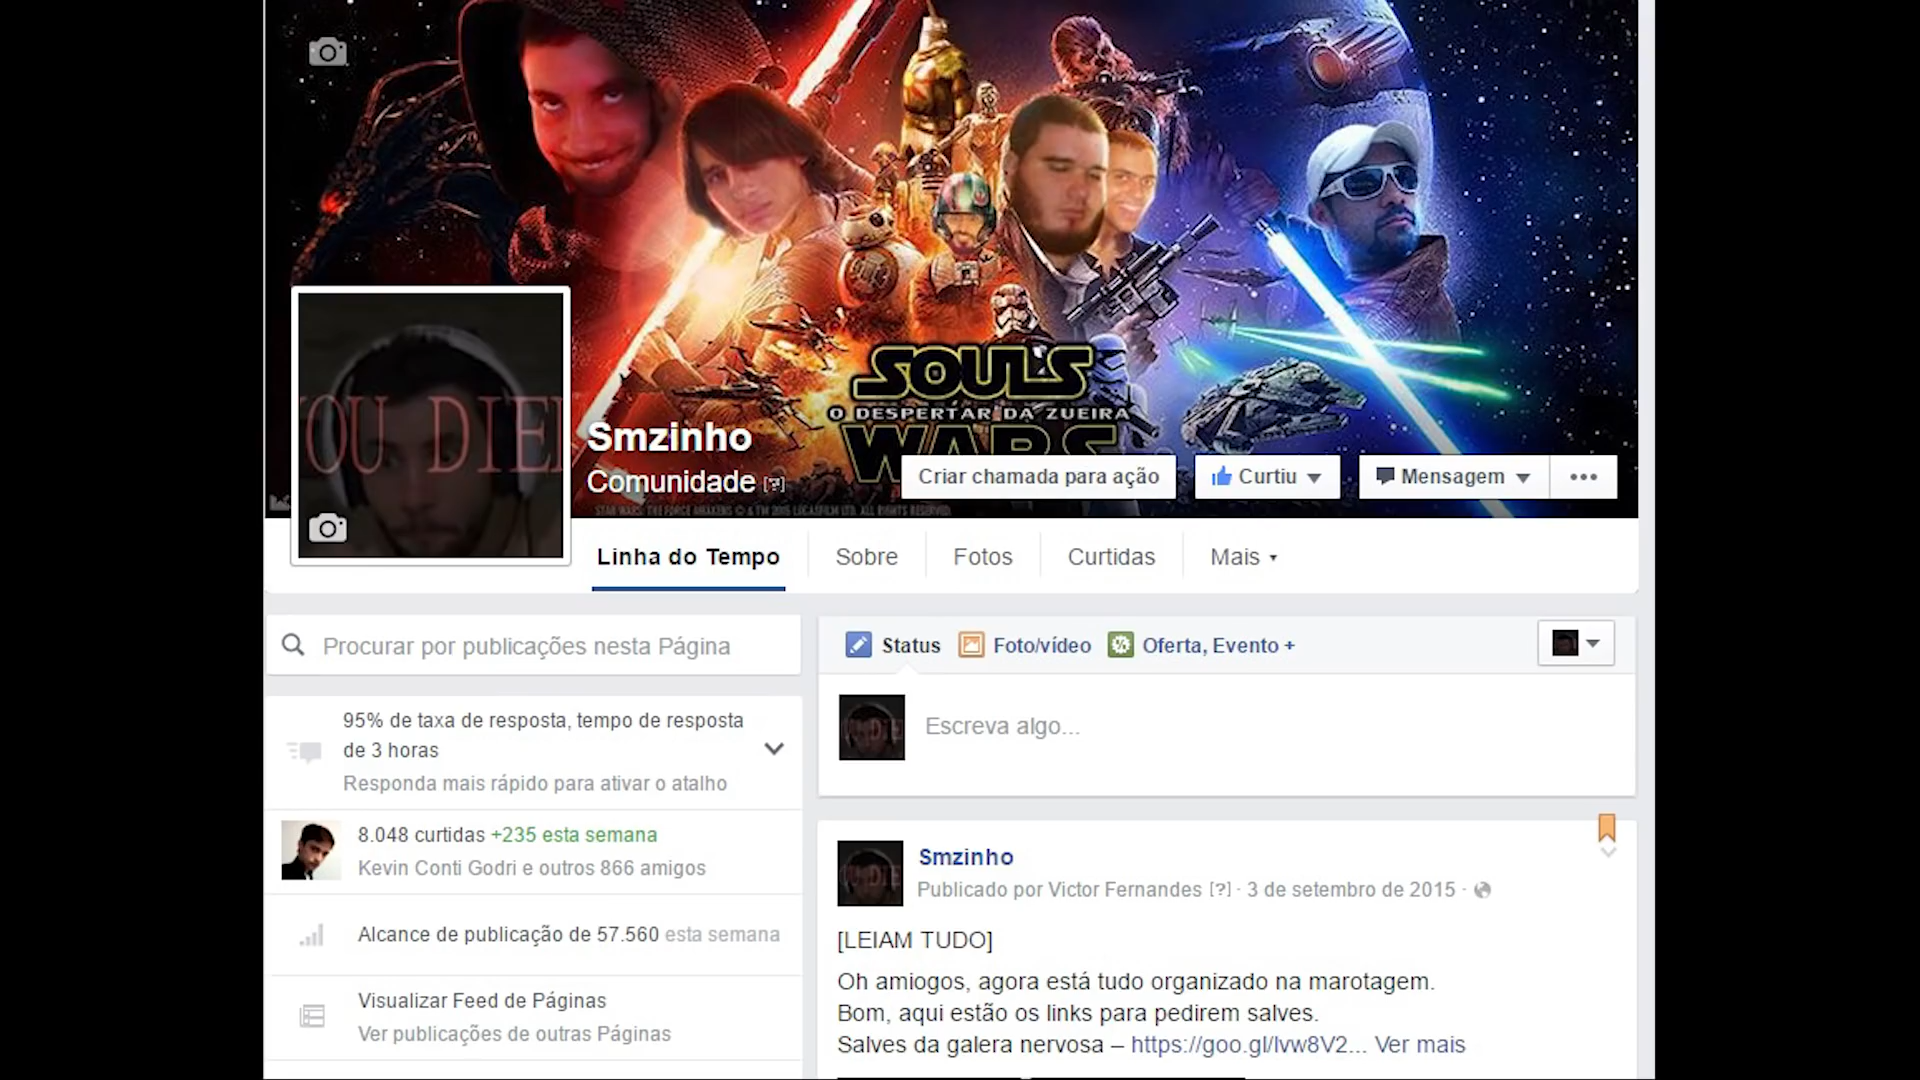 SOULS
O DESPERTAR DA ZUEIRA
WARS
OU DIE
Smzinho
Comunidade [?]
Criar chamada para ação
Curtiu
Mensagem
STAR WARS: THE FORCE AWAKENS © & TM 2015 LUCASFILM LTD. ALL RIGHTS RESERVED.
Linha do Tempo
Sobre
Fotos
Curtidas
Mais
Procurar por publicações nesta Página
Status
Foto/vídeo
Oferta, Evento +
Escreva algo...
95% de taxa de resposta, tempo de resposta
de 3 horas
Responda mais rápido para ativar o atalho
8.048 curtidas +235 esta semana
Kevin Conti Godri e outros 866 amigos
Alcance de publicação de 57.560 esta semana
Visualizar Feed de Páginas
Ver publicações de outras Páginas
Smzinho
Publicado por Victor Fernandes [?] · 3 de setembro de 2015 ·
[LEIAM TUDO]
Oh amiogos, agora está tudo organizado na marotagem.
Bom, aqui estão os links para pedirem salves.
Salves da galera nervosa – https://goo.gl/lvw8V2... Ver mais